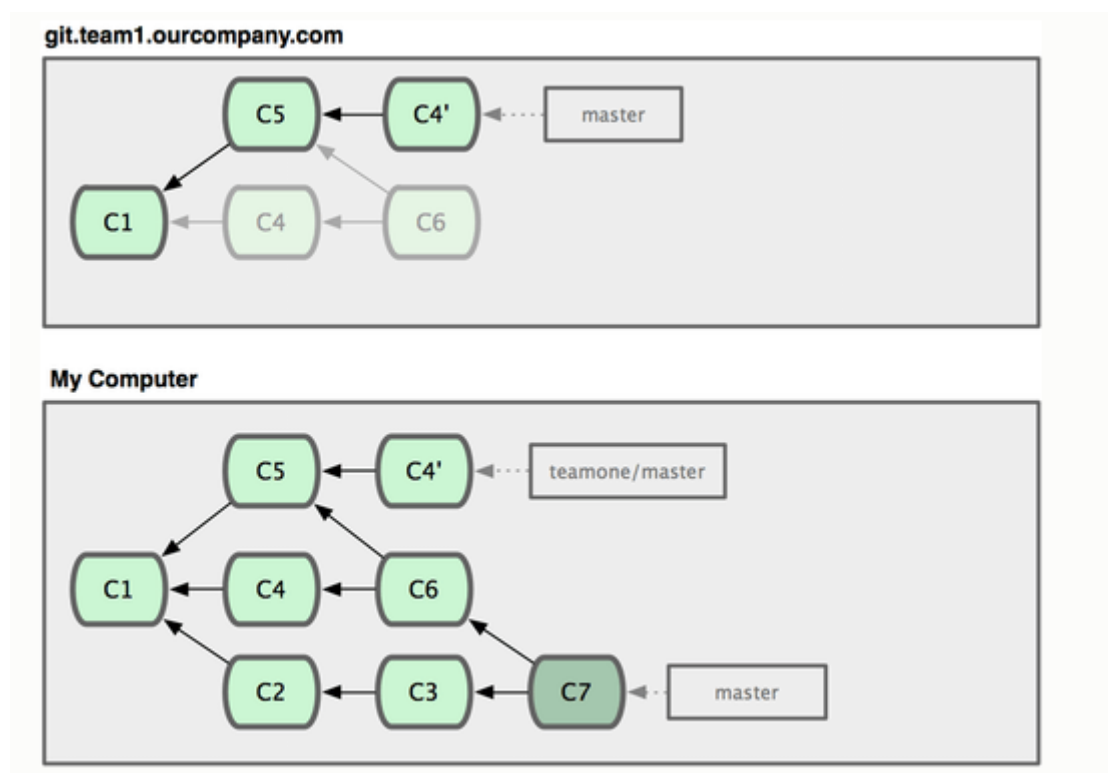 git.team1.ourcompany.com
C5 C4' master
C1 C4 C6
My Computer
C5 C4' teamone/master
C1 C4 C6
C2 C3 C7 master